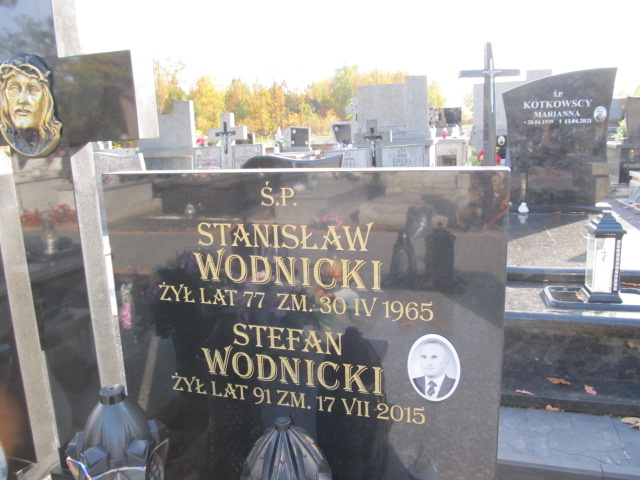 Ś.P.
STANISŁAW
WODNICKI
ŻYŁ LAT 77 ZM. 30 IV 1965
STEFAN
WODNICKI
ŻYŁ LAT 91 ZM. 17 VII 2015
Ś.P.
KOTKOWSCY
MARIANNA